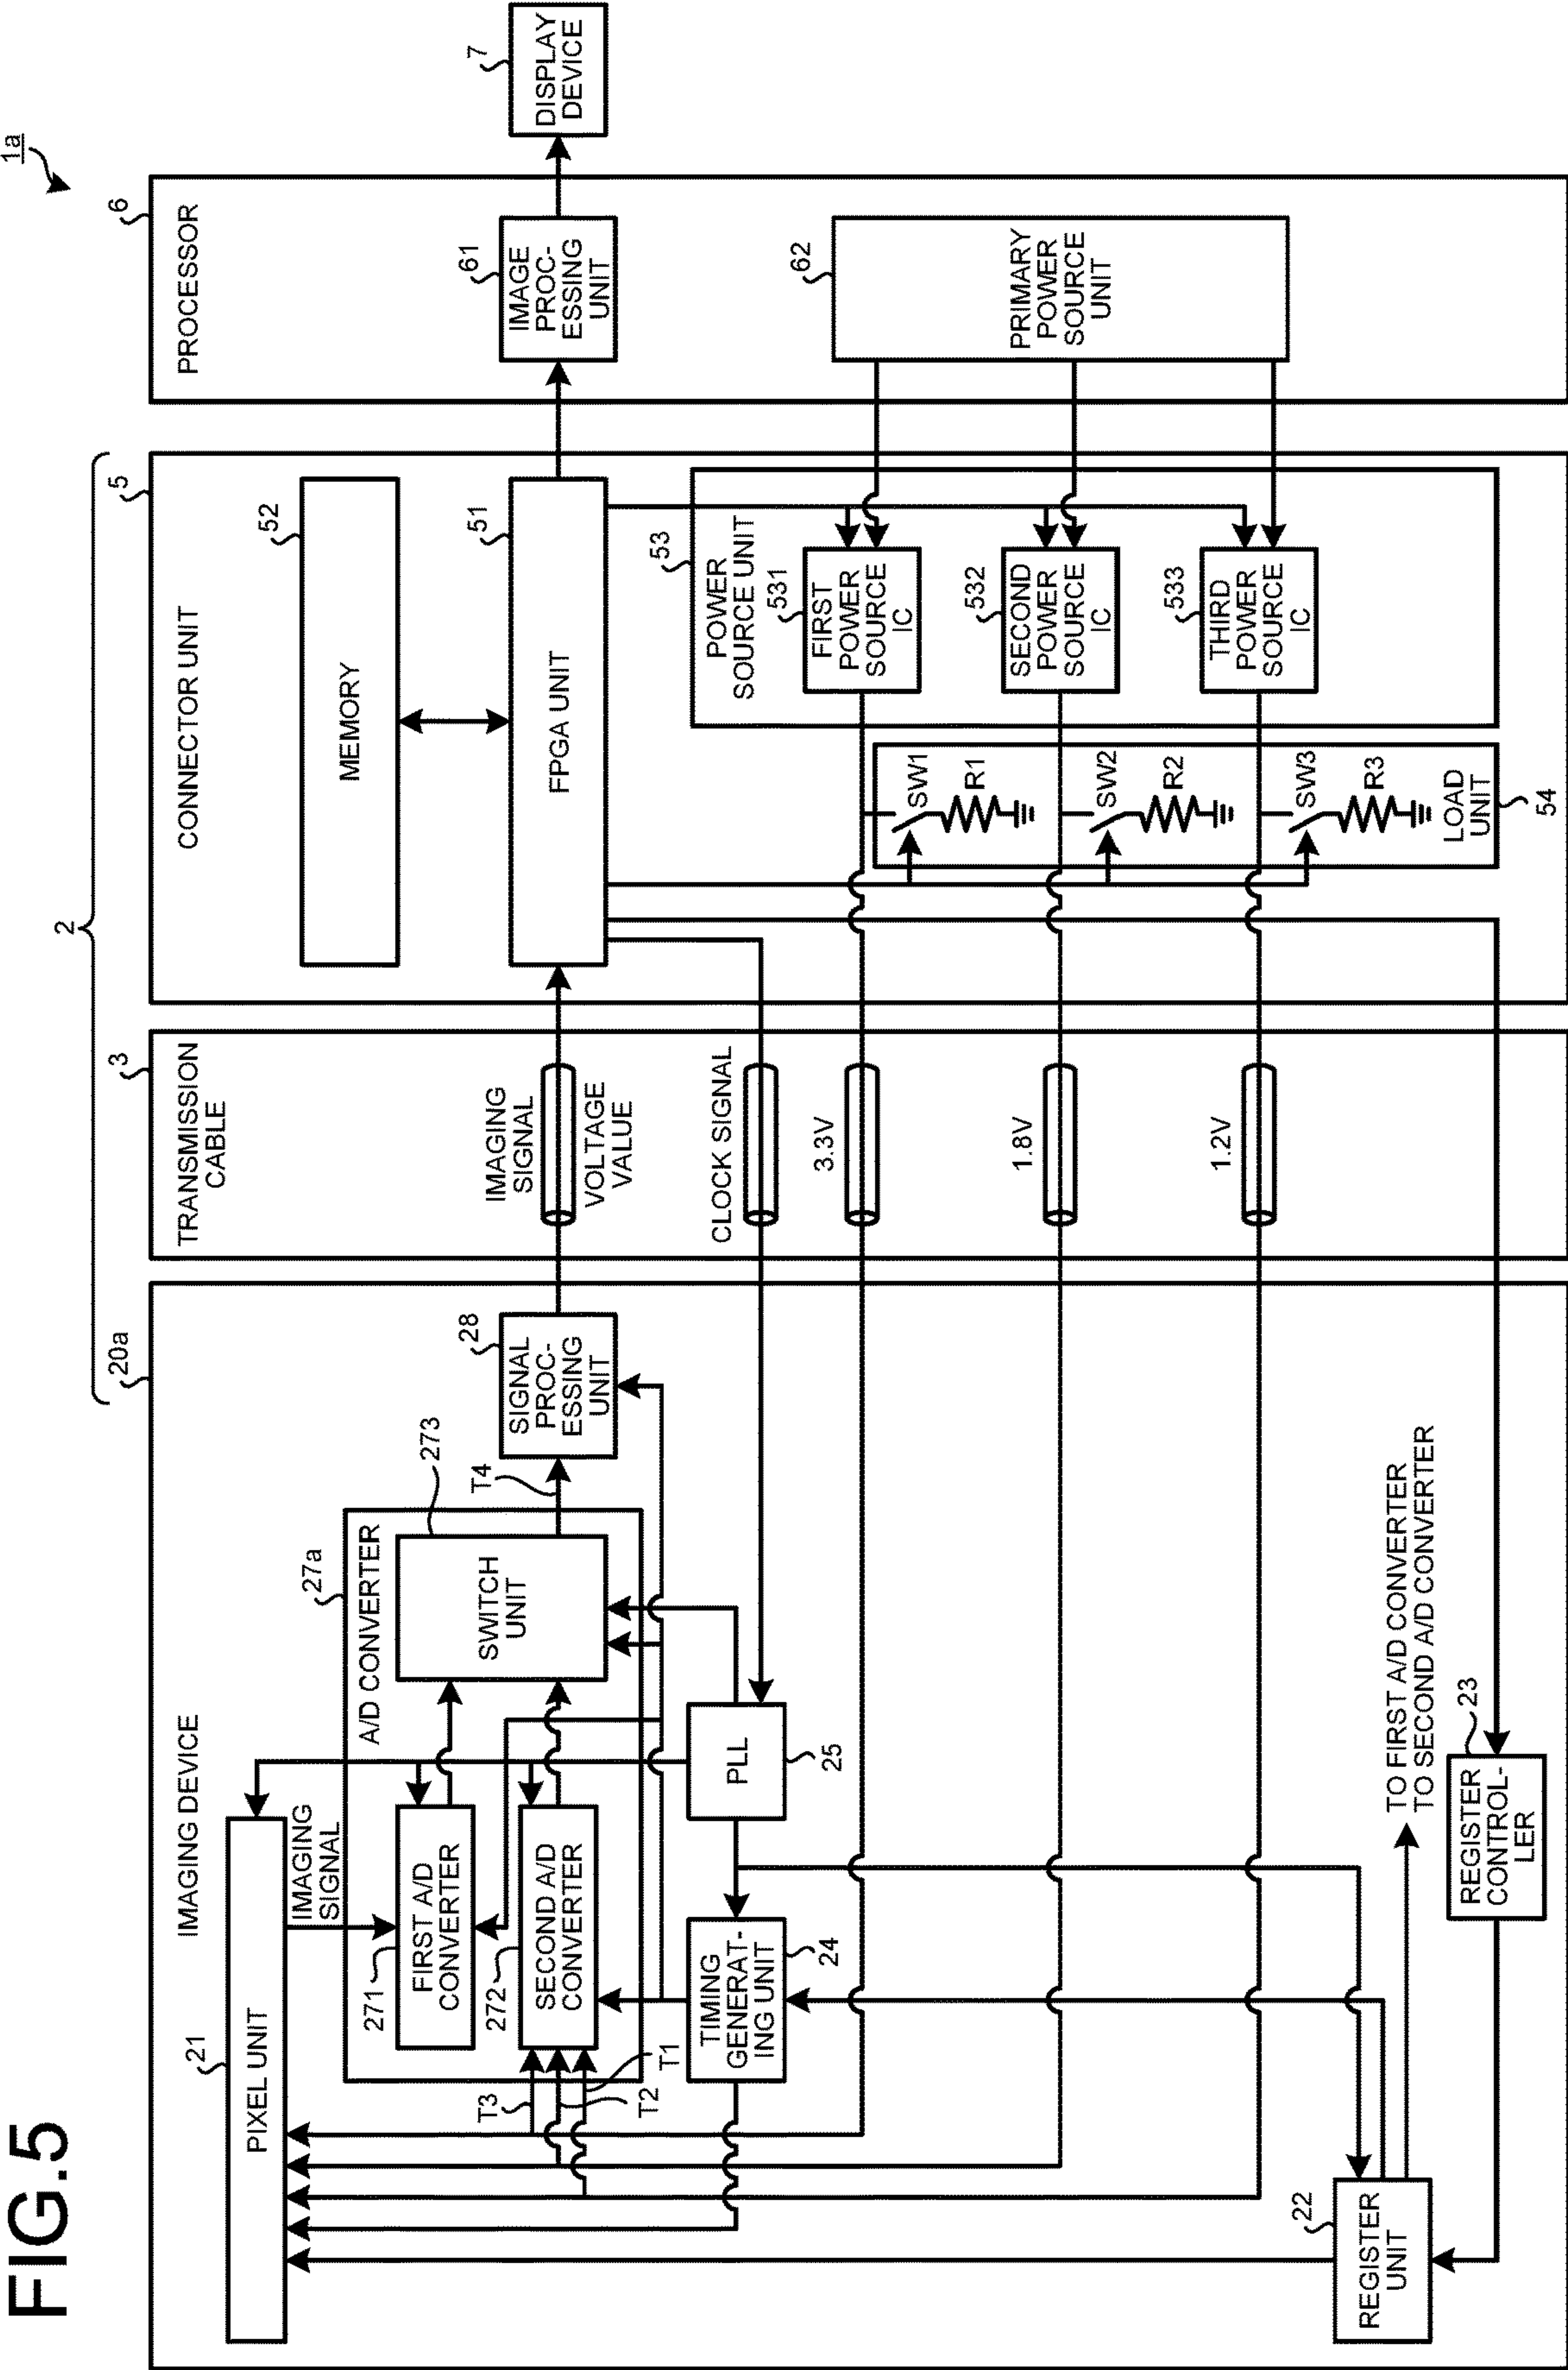 FIG.5
1a
2
20a
IMAGING DEVICE
21
PIXEL UNIT
IMAGING
SIGNAL
27a
A/D CONVERTER
271
FIRST A/D
CONVERTER
272
SECOND A/D
CONVERTER
273
SWITCH
UNIT
T3
T2
T1
T4
28
SIGNAL
PROC-
ESSING
UNIT
TIMING
GENERAT-
ING UNIT
24
PLL
25
22
REGISTER
UNIT
23
REGISTER
CONTROL-
LER
TO FIRST A/D CONVERTER
TO SECOND A/D CONVERTER
3
TRANSMISSION
CABLE
IMAGING
SIGNAL
VOLTAGE
VALUE
CLOCK SIGNAL
3.3V
1.8V
1.2V
5
CONNECTOR UNIT
52
MEMORY
51
FPGA UNIT
53
POWER
SOURCE UNIT
531
FIRST
POWER
SOURCE
IC
532
SECOND
POWER
SOURCE
IC
533
THIRD
POWER
SOURCE
IC
SW1
R1
SW2
R2
SW3
R3
LOAD
UNIT
54
6
PROCESSOR
61
IMAGE
PROC-
ESSING
UNIT
62
PRIMARY
POWER
SOURCE
UNIT
7
DISPLAY
DEVICE